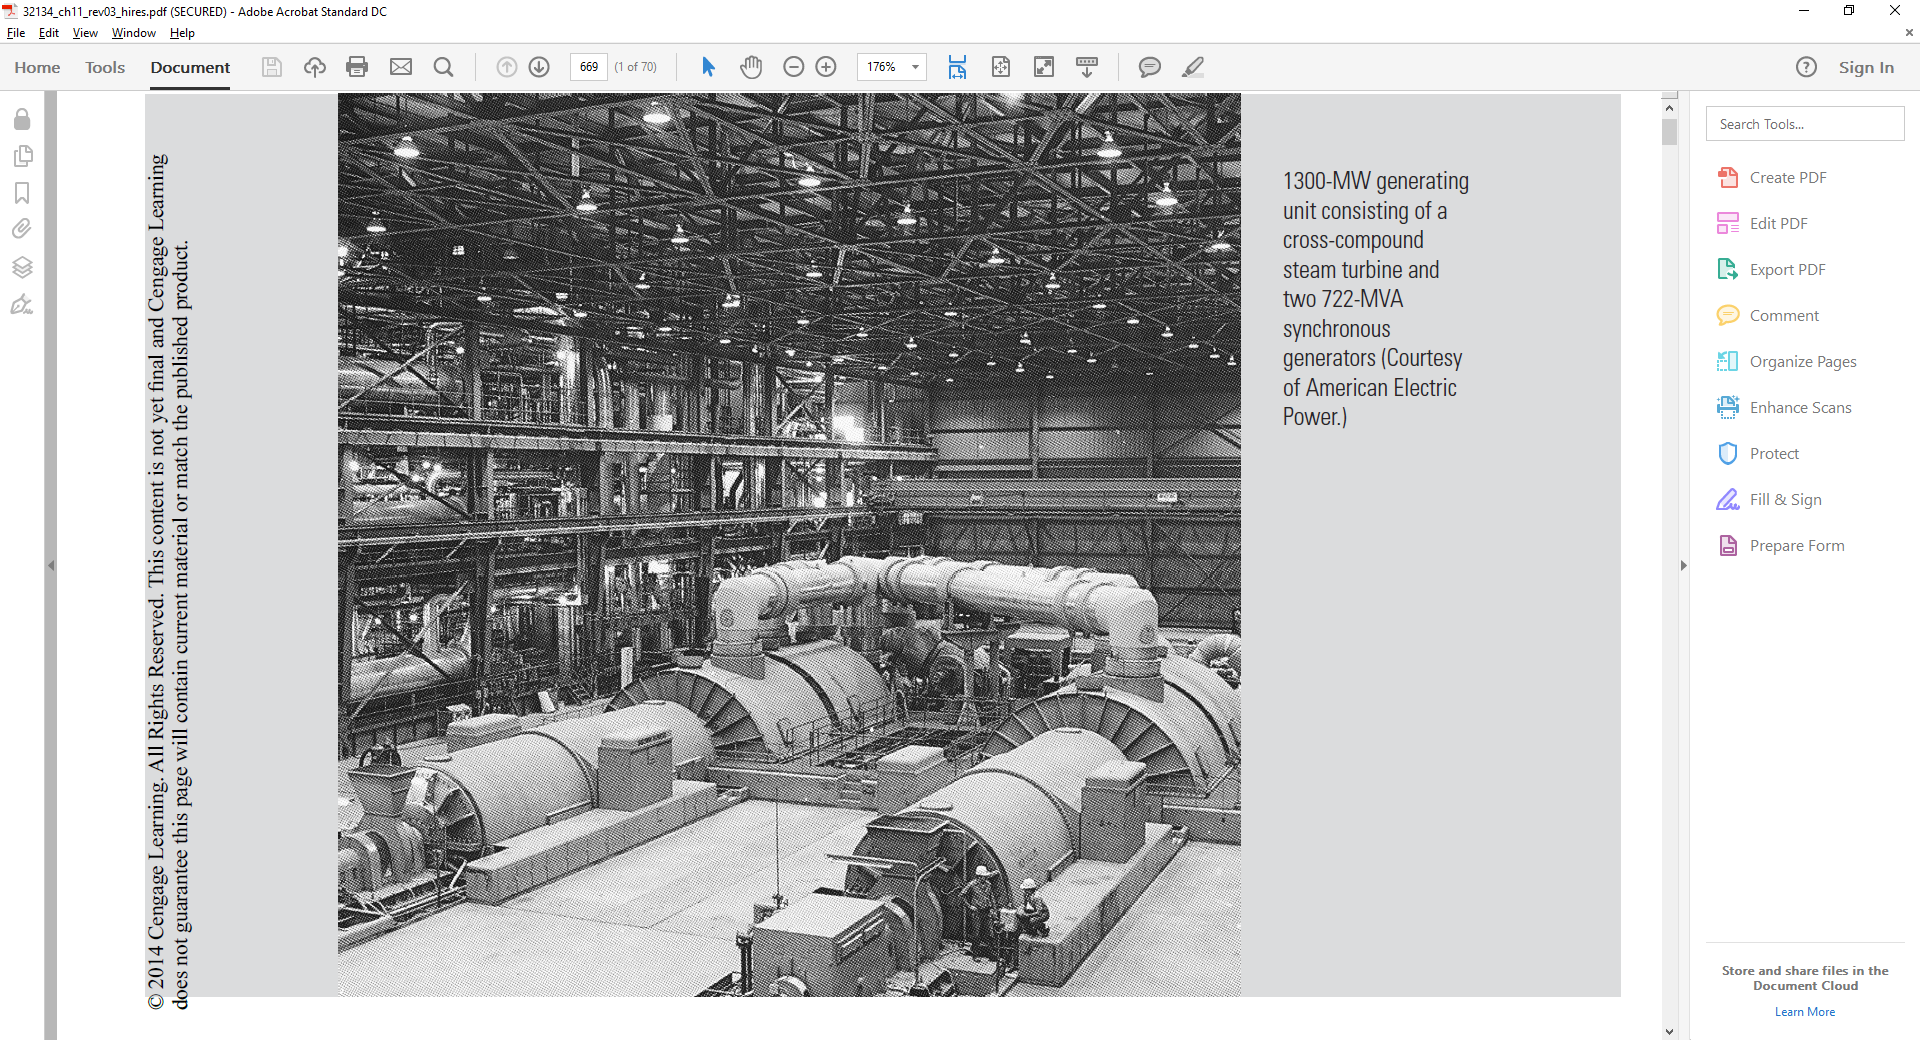 32134_ch11_rev03_hires.pdf (SECURED) - Adobe Acrobat Standard DC
File Edit View Window Help
Home Tools Document 669 (1 of 70) 176% Sign In
© 2014 Cengage Learning. All Rights Reserved. This content is not yet final and Cengage Learning
does not guarantee this page will contain current material or match the published product.
1300-MW generating
unit consisting of a
cross-compound
steam turbine and
two 722-MVA
synchronous
generators (Courtesy
of American Electric
Power.)
Search Tools...
Create PDF
Edit PDF
Export PDF
Comment
Organize Pages
Enhance Scans
Protect
Fill & Sign
Prepare Form
Store and share files in the
Document Cloud
Learn More